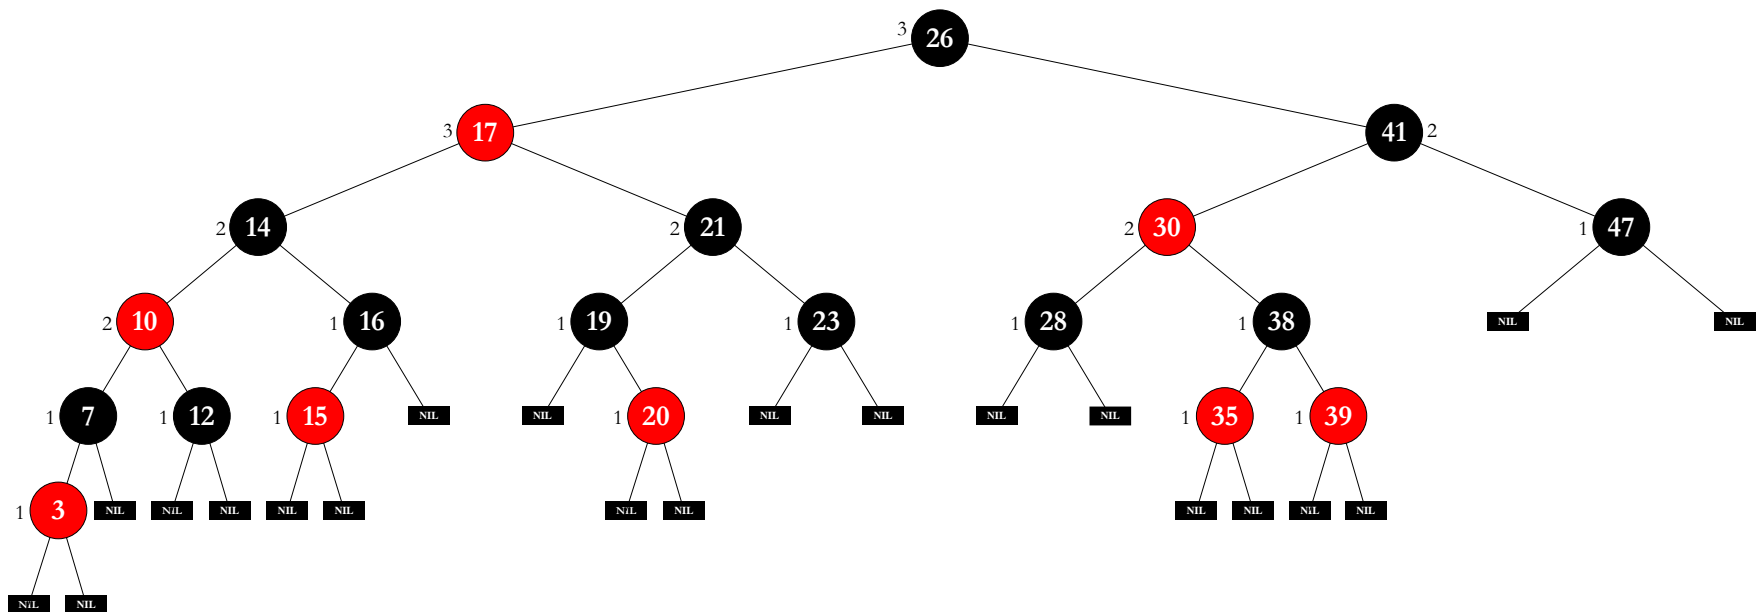 3 26
3 17 41 2
2 14 2 21 2 30 1 47
2 10 1 16 1 19 1 23 1 28 1 38 NIL NIL
1 7 1 12 1 15 NIL NIL 1 20 NIL NIL NIL NIL 1 35 1 39
1 3 NIL NIL NIL NIL NIL NIL NIL NIL NIL NIL NIL
NIL NIL